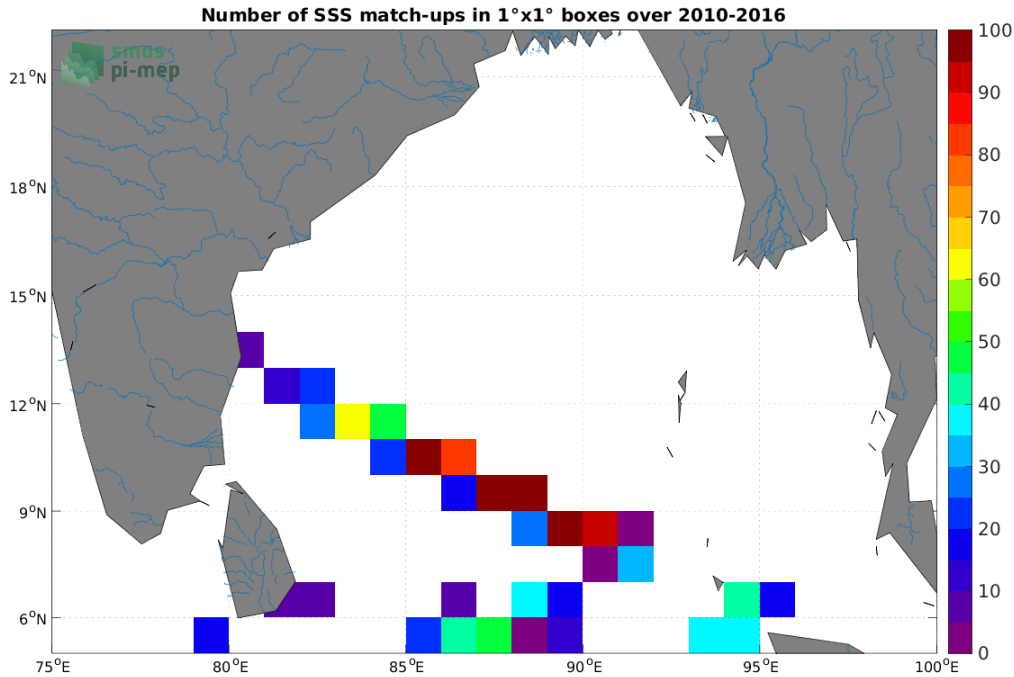 Number of SSS match-ups in 1°x1° boxes over 2010-2016
smos
pi-mep
21°N
18°N
15°N
12°N
9°N
6°N
75°E
80°E
85°E
90°E
95°E
100°E
100
90
80
70
60
50
40
30
20
10
0